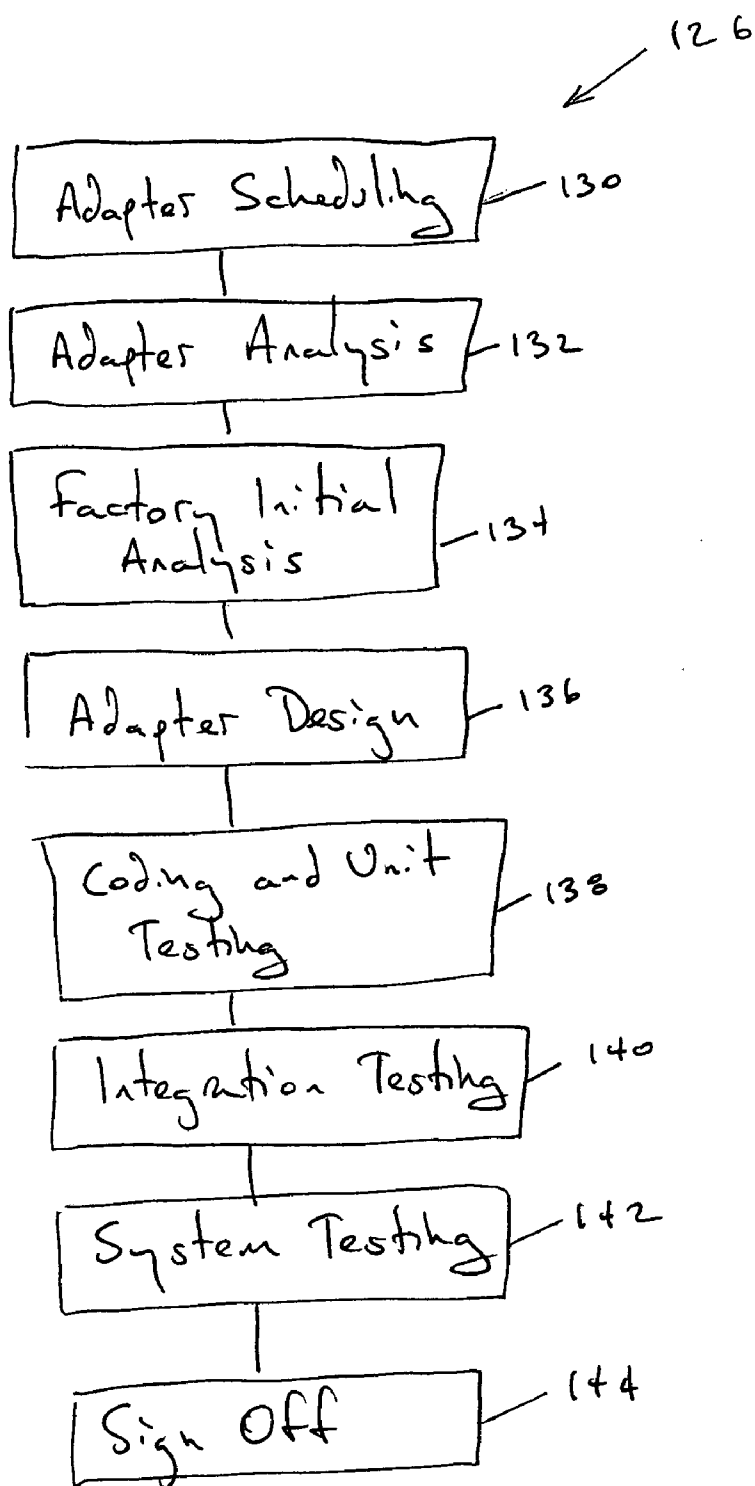 126
Adapter Scheduling
130
Adapter Analysis
132
Factory Initial
Analysis
134
Adapter Design
136
Coding and Unit
Testing
138
Integration Testing
140
System Testing
142
Sign Off
144